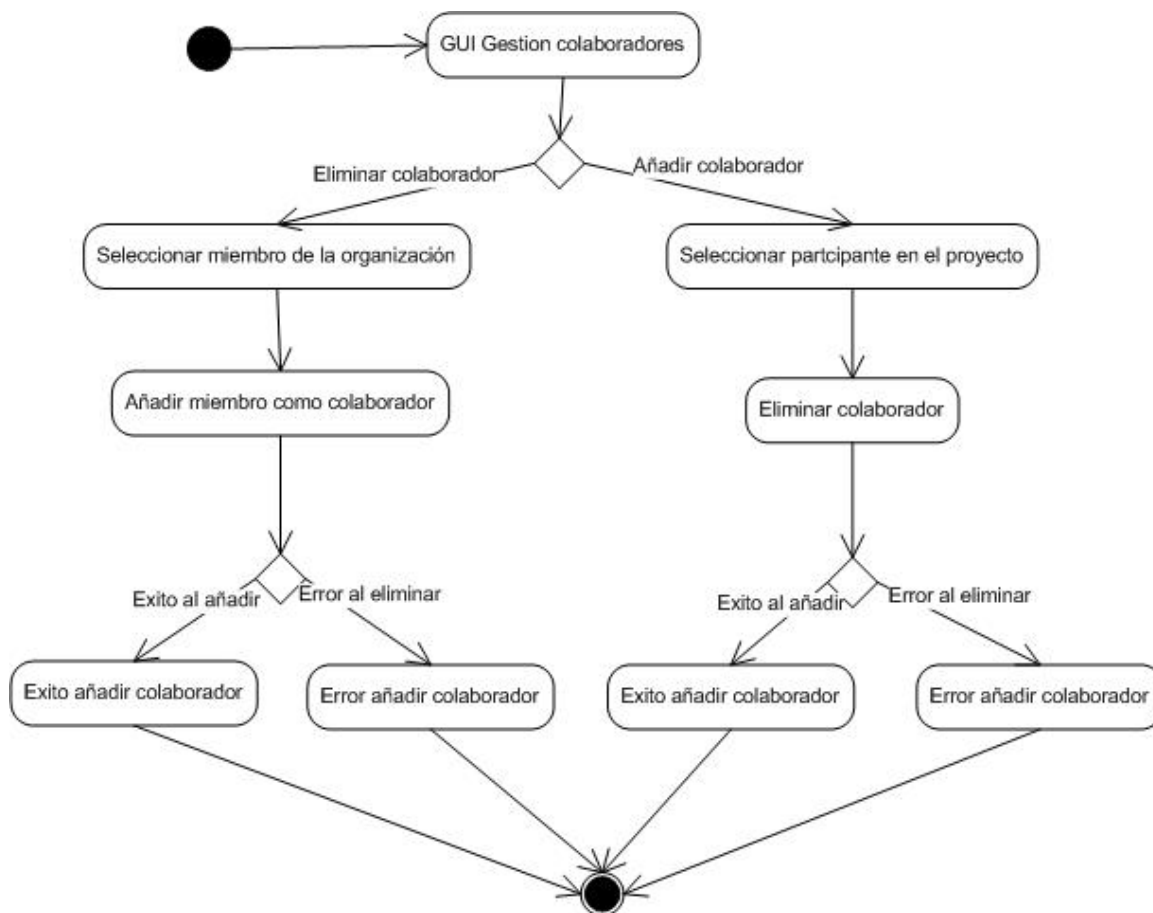 GUI Gestion colaboradores
Eliminar colaborador
Añadir colaborador
Seleccionar miembro de la organización
Seleccionar partcipante en el proyecto
Añadir miembro como colaborador
Eliminar colaborador
Exito al añadir
Error al eliminar
Exito al añadir
Error al eliminar
Exito añadir colaborador
Error añadir colaborador
Exito añadir colaborador
Error añadir colaborador